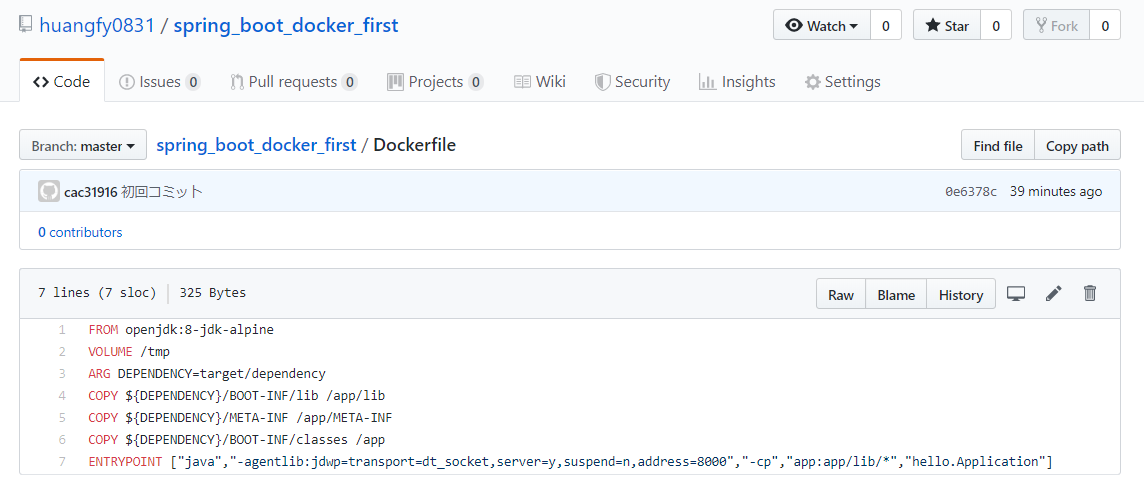 huangfy0831 / spring_boot_docker_first
Watch 0 Star 0 Fork 0
Code Issues 0 Pull requests 0 Projects 0 Wiki Security Insights Settings
Branch: master spring_boot_docker_first / Dockerfile Find file Copy path
cac31916 初回コミット 0e6378c 39 minutes ago
0 contributors
7 lines (7 sloc) 325 Bytes Raw Blame History
1 FROM openjdk:8-jdk-alpine
2 VOLUME /tmp
3 ARG DEPENDENCY=target/dependency
4 COPY ${DEPENDENCY}/BOOT-INF/lib /app/lib
5 COPY ${DEPENDENCY}/META-INF /app/META-INF
6 COPY ${DEPENDENCY}/BOOT-INF/classes /app
7 ENTRYPOINT ["java","-agentlib:jdwp=transport=dt_socket,server=y,suspend=n,address=8000","-cp","app:app/lib/*","hello.Application"]